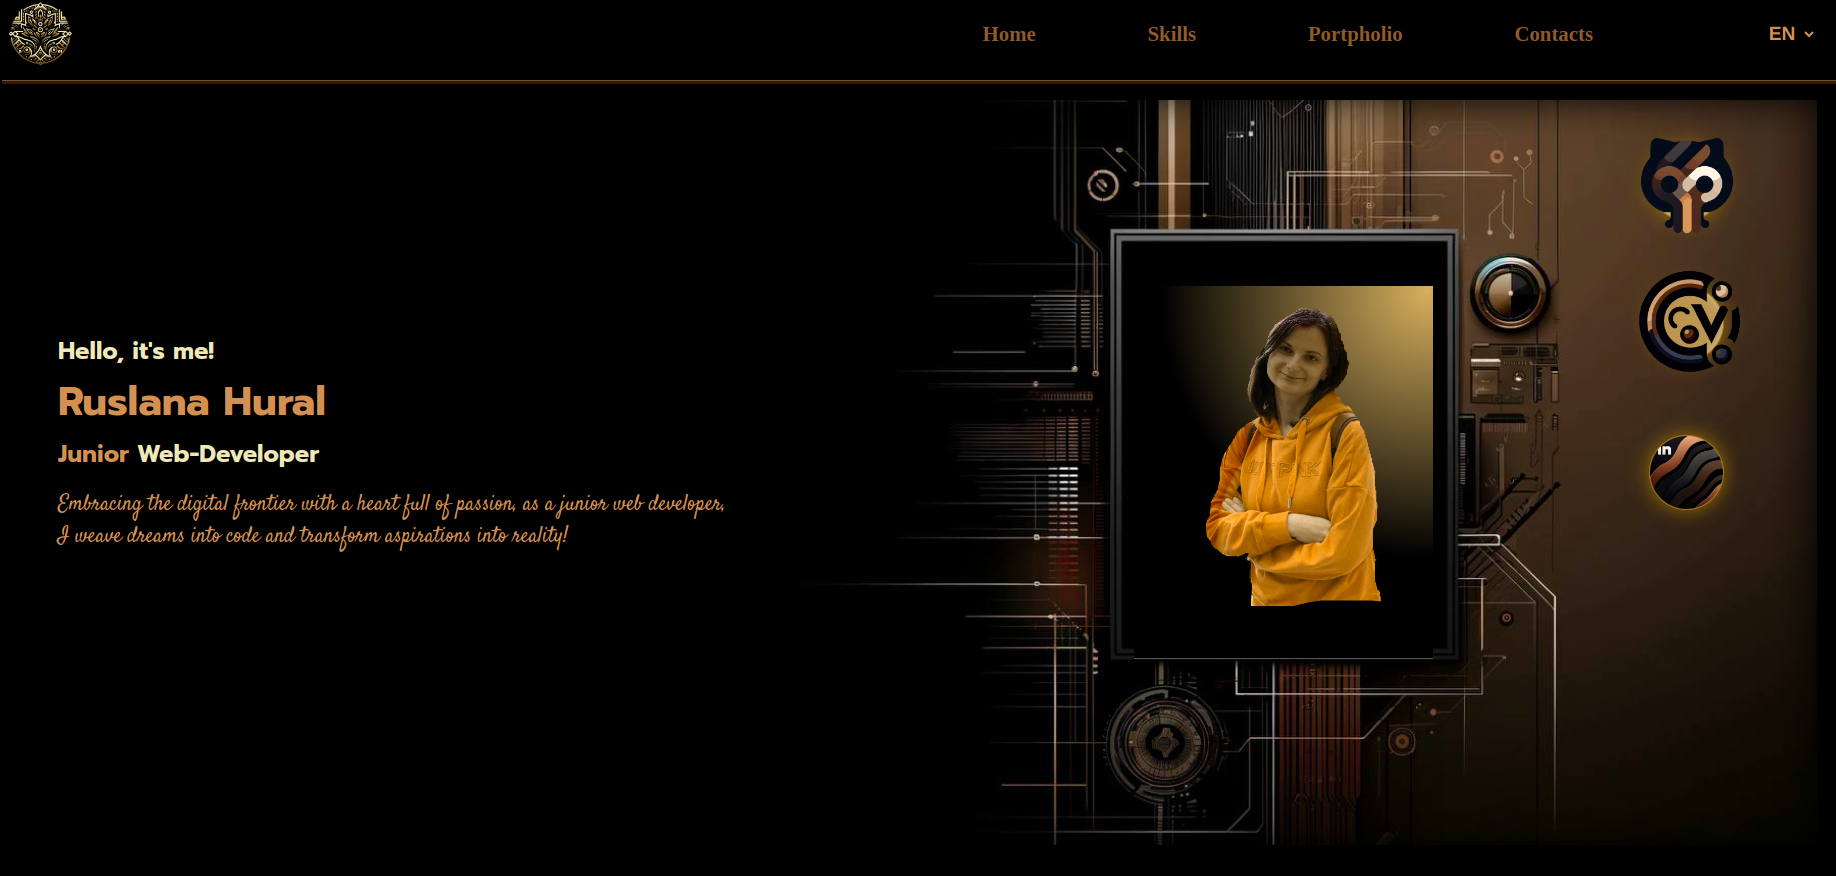 Home
Skills
Portpholio
Contacts
EN
CV
in
Hello, it's me!
Ruslana Hural
Junior Web-Developer
Embracing the digital frontier with a heart full of passion, as a junior web developer,
I weave dreams into code and transform aspirations into reality!